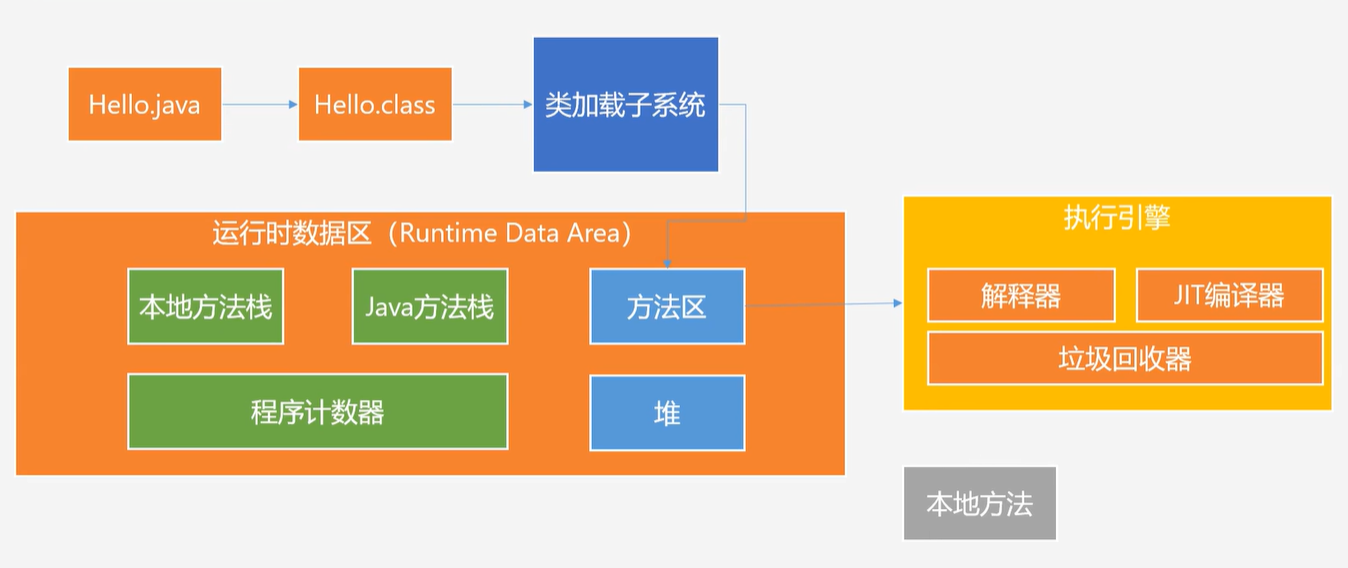 Hello.java
Hello.class
类加载子系统
运行时数据区（Runtime Data Area）
本地方法栈
Java方法栈
方法区
程序计数器
堆
执行引擎
解释器
JIT编译器
垃圾回收器
本地方法